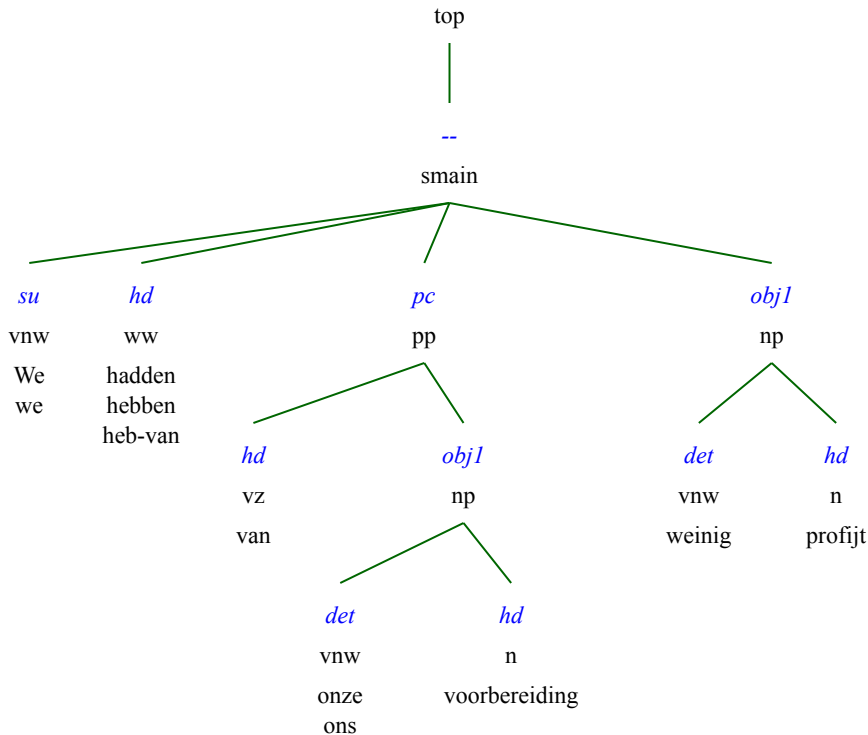 top
--
smain
su hd pc obj1
vnw ww pp np
We hadden
we hebben
heb-van
hd obj1 det hd
vz np vnw n
van weinig profijt
det hd
vnw n
onze voorbereiding
ons